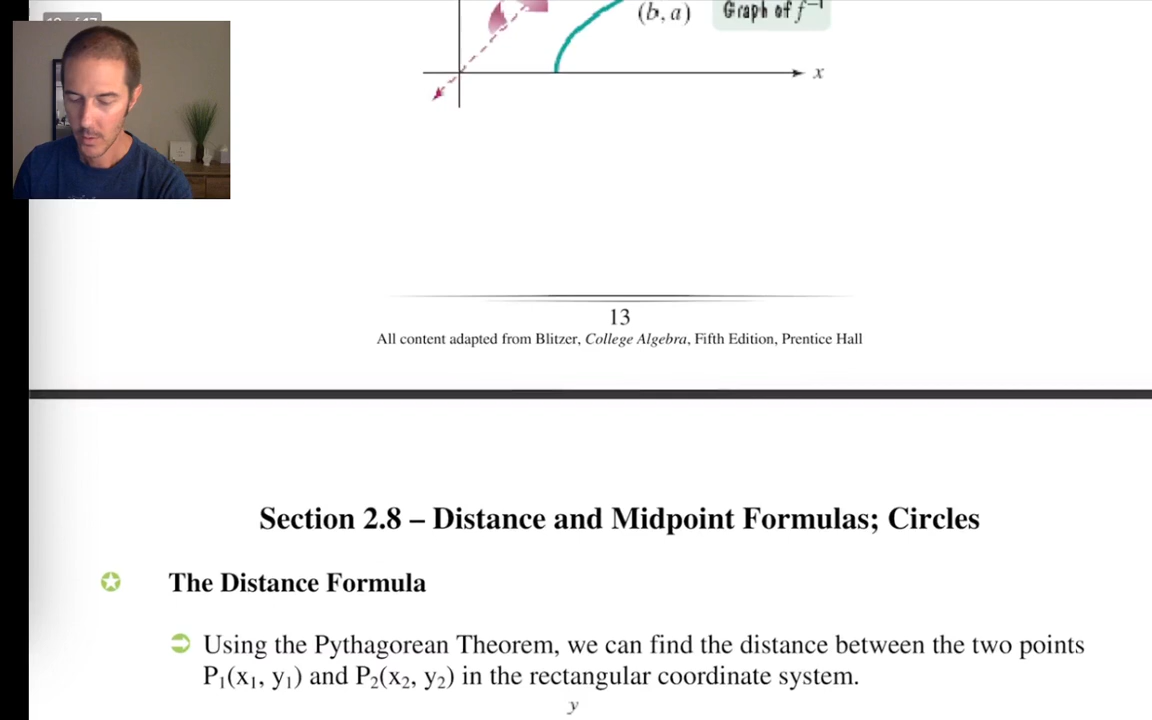 (b, a) Graph of f⁻¹
x
13
All content adapted from Blitzer, College Algebra, Fifth Edition, Prentice Hall
Section 2.8 – Distance and Midpoint Formulas; Circles
The Distance Formula
Using the Pythagorean Theorem, we can find the distance between the two points
P₁(x₁, y₁) and P₂(x₂, y₂) in the rectangular coordinate system.
y